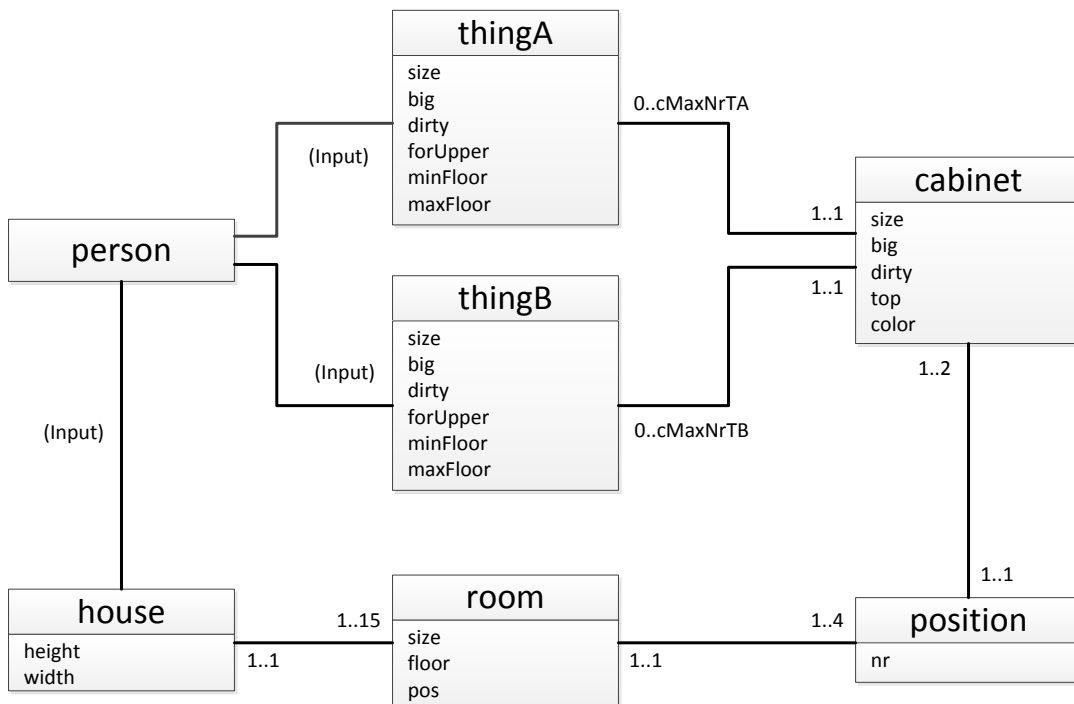 thingA
size
big
dirty
forUpper
minFloor
maxFloor
0..cMaxNrTA
(Input)
cabinet
size
big
dirty
top
color
1..1
1..1
person
thingB
size
big
dirty
forUpper
minFloor
maxFloor
(Input)
0..cMaxNrTB
1..2
(Input)
house
height
width
1..15
1..1
room
size
floor
pos
1..4
1..1
1..1
position
nr